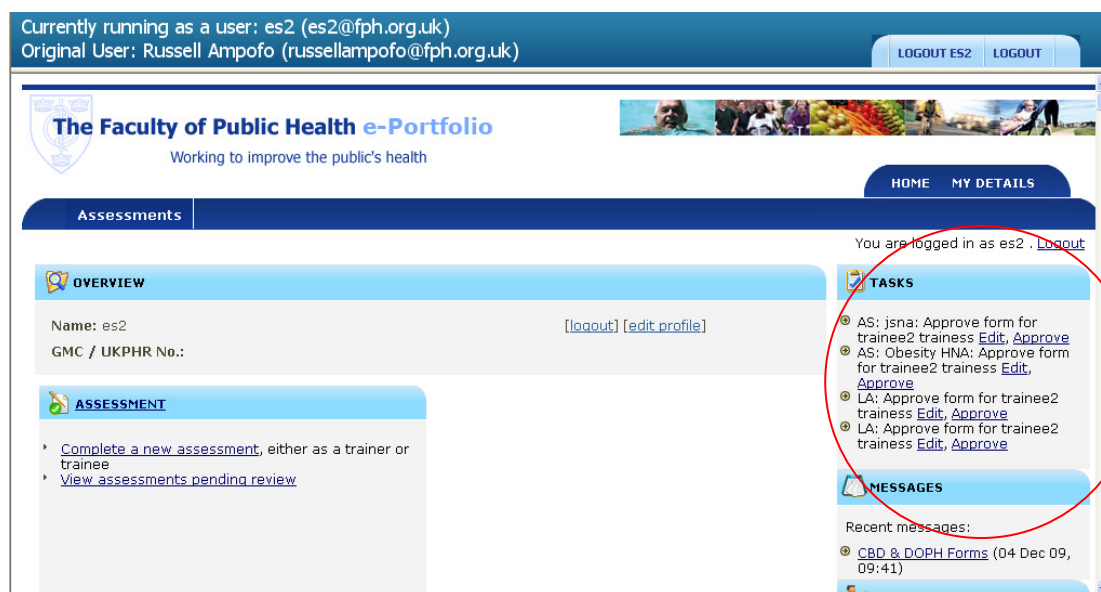 Currently running as a user: es2 (es2@fph.org.uk)
Original User: Russell Ampofo (russellampofo@fph.org.uk)
LOGOUT ES2 LOGOUT
The Faculty of Public Health e-Portfolio
Working to improve the public's health
HOME MY DETAILS
Assessments
You are logged in as es2 . Logout
OVERVIEW
Name: es2
[logout] [edit profile]
GMC / UKPHR No.:
ASSESSMENT
Complete a new assessment, either as a trainer or
trainee
View assessments pending review
TASKS
AS: jsna: Approve form for
trainee2 trainess Edit, Approve
AS: Obesity HNA: Approve form
for trainee2 trainess Edit,
Approve
LA: Approve form for trainee2
trainess Edit, Approve
LA: Approve form for trainee2
trainess Edit, Approve
MESSAGES
Recent messages:
CBD & DOPH Forms (04 Dec 09,
09:41)